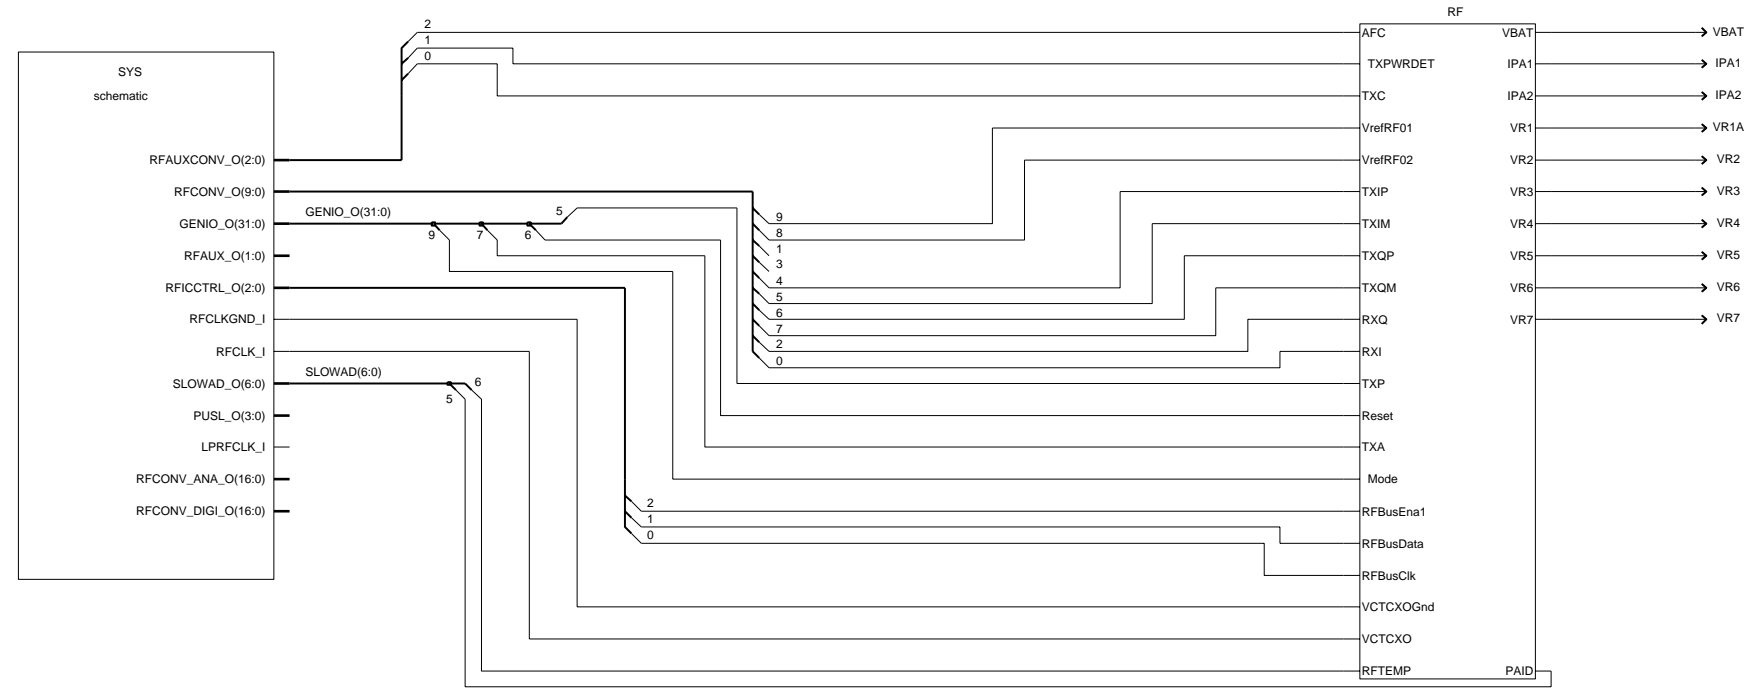 RF
2
AFC
VBAT
VBAT
1
0
TXPWRDET
IPA1
IPA1
SYS
schematic
TXC
IPA2
IPA2
VrefRF01
VR1
VR1A
RFAUXCONV_O(2:0)
VrefRF02
VR2
VR2
RFCONV_O(9:0)
TXIP
VR3
VR3
GENIO_O(31:0)
GENIO_O(31:0)
5
9
7
6
9
TXIM
VR4
VR4
8
1
RFAUX_O(1:0)
3
TXQP
VR5
VR5
RFICCTRL_O(2:0)
4
TXQM
VR6
VR6
5
RFCLKGND_I
6
RXQ
VR7
VR7
7
RFCLK_I
2
RXI
0
SLOWAD_O(6:0)
SLOWAD(6:0)
6
5
TXP
PUSL_O(3:0)
Reset
LPRFCLK_I
TXA
RFCONV_ANA_O(16:0)
Mode
RFCONV_DIGI_O(16:0)
2
RFBusEna1
1
0
RFBusData
RFBusClk
VCTCXOGnd
VCTCXO
RFTEMP
PAID